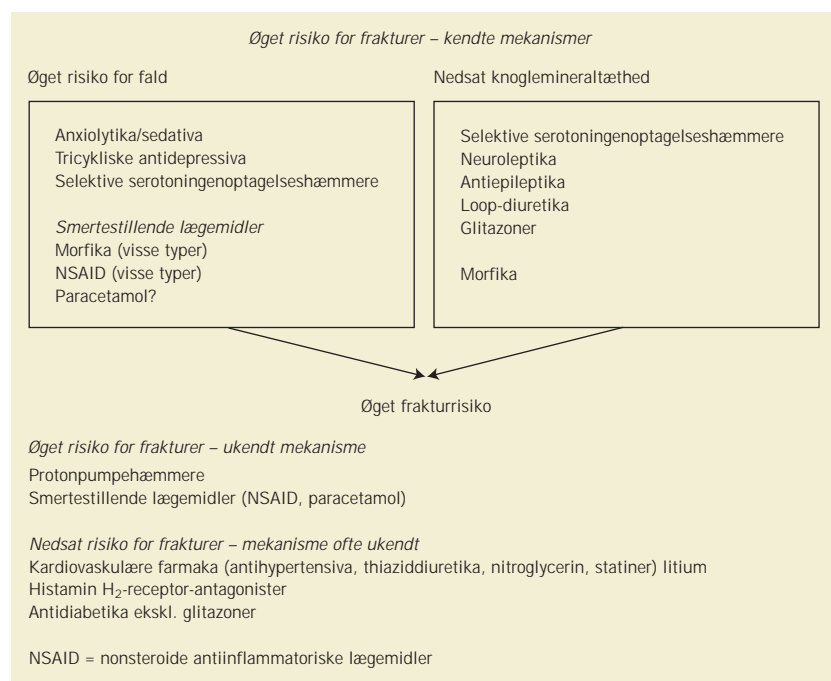 Øget risiko for frakturer – kendte mekanismer
Øget risiko for fald
Anxiolytika/sedativa
Tricykliske antidepressiva
Selektive serotoningenoptagelseshæmmere
Smertestillende lægemidler
Morfika (visse typer)
NSAID (visse typer)
Paracetamol?
Nedsat knoglemineraltæthed
Selektive serotoningenoptagelseshæmmere
Neuroleptika
Antiepileptika
Loop-diuretika
Glitazoner
Morfika
Øget frakturrisiko
Øget risiko for frakturer – ukendt mekanisme
Protonpumpehæmmere
Smertestillende lægemidler (NSAID, paracetamol)
Nedsat risiko for frakturer – mekanisme ofte ukendt
Kardiovaskulære farmaka (antihypertensiva, thiaziddiuretika, nitroglycerin, statiner) litium
Histamin H₂-receptor-antagonister
Antidiabetika ekskl. glitazoner
NSAID = nonsteroide antiinflammatoriske lægemidler